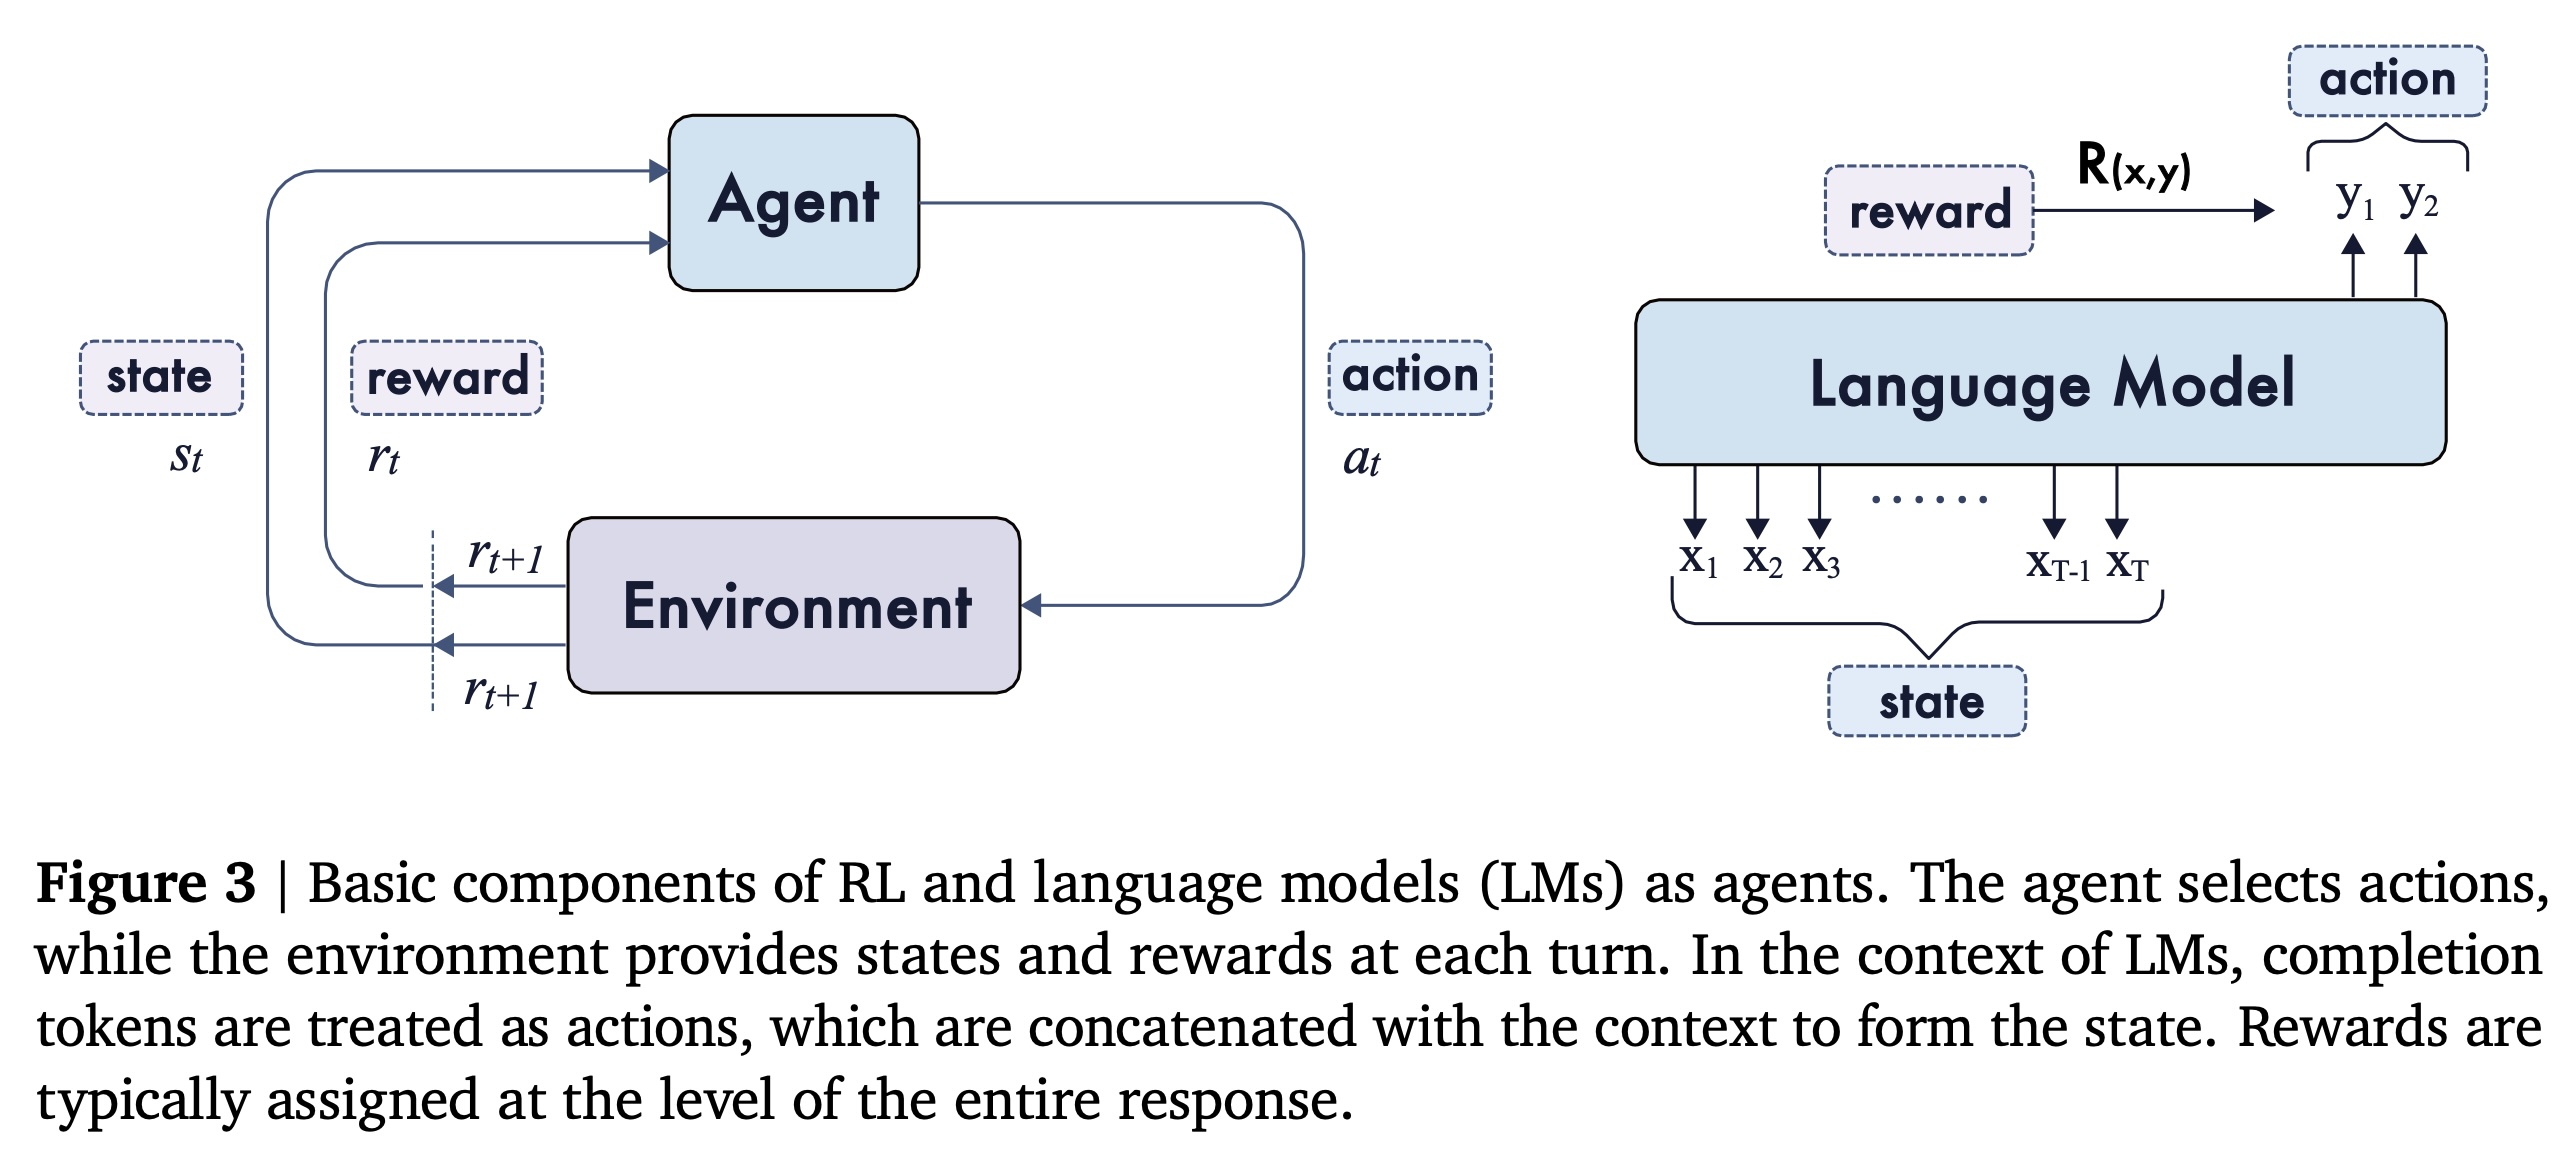 Agent
state
s_t
reward
r_t
action
a_t
r_{t+1}
Environment
r_{t+1}
action
reward
R(x,y)
y_1 y_2
Language Model
......
x_1 x_2 x_3 x_{T-1} x_T
state
Figure 3 | Basic components of RL and language models (LMs) as agents. The agent selects actions,
while the environment provides states and rewards at each turn. In the context of LMs, completion
tokens are treated as actions, which are concatenated with the context to form the state. Rewards are
typically assigned at the level of the entire response.